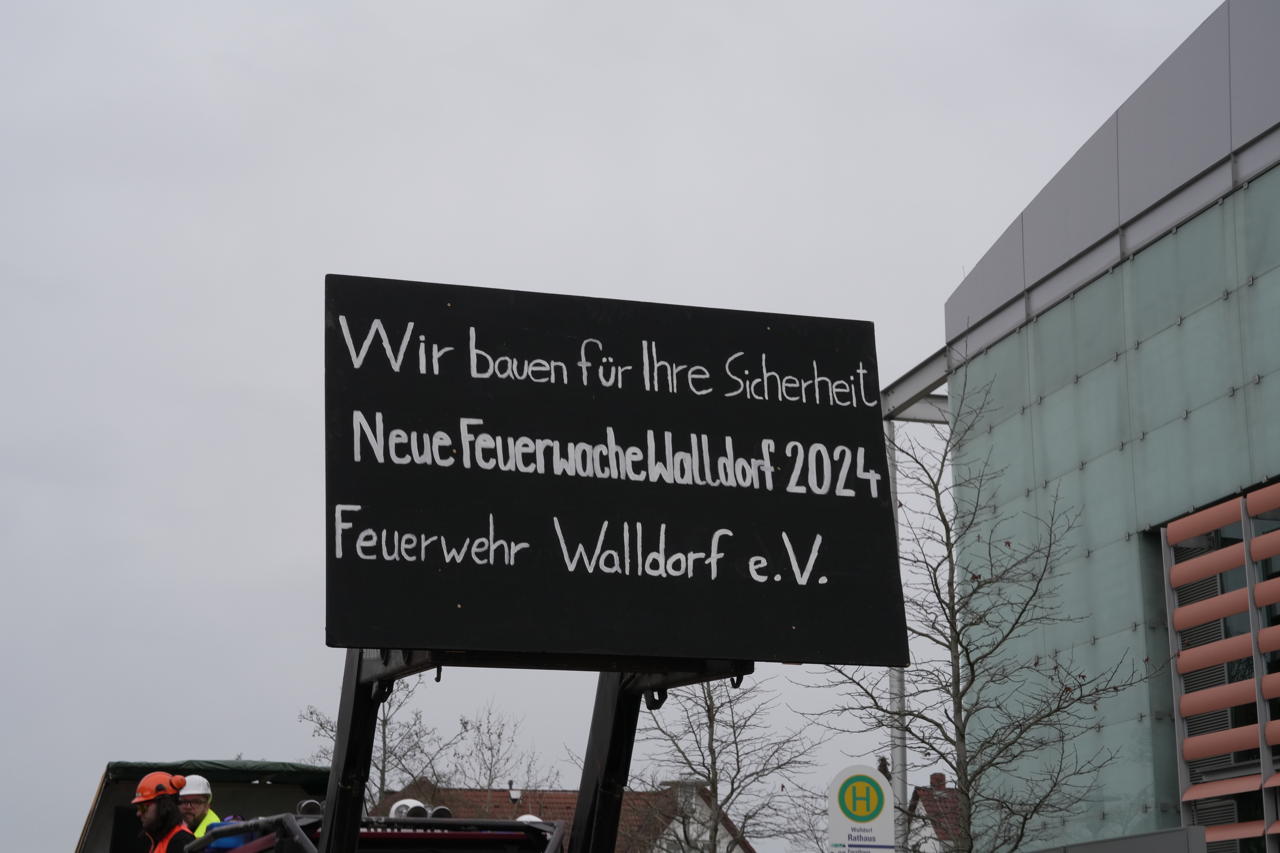 Wir bauen für Ihre Sicherheit
Neue Feuerwache Walldorf 2024
Feuerwehr Walldorf e.V.
H
Walldorf
Rathaus